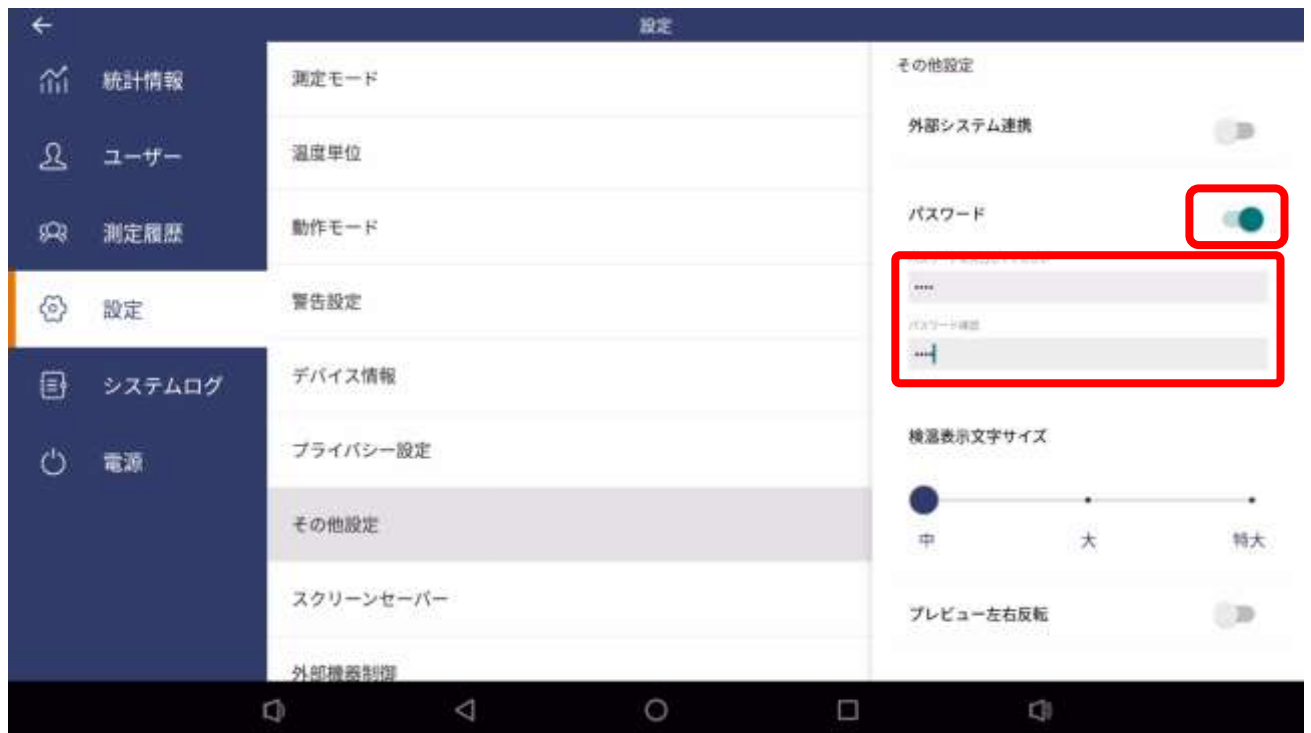 設定
統計情報
ユーザー
測定履歴
設定
システムログ
電源
測定モード
温度単位
動作モード
警告設定
デバイス情報
プライバシー設定
その他設定
スクリーンセーバー
外部機器制御
その他設定
外部システム連携
パスワード
••••
パスワード確認
••••
検温表示文字サイズ
中
大
特大
プレビュー左右反転